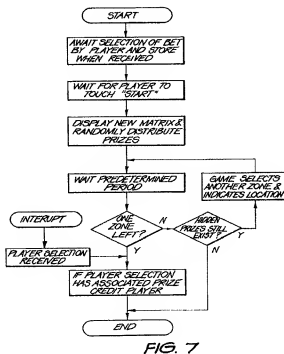 START
AWAIT SELECTION OF BET
BY PLAYER AND STORE
WHEN RECEIVED
WAIT FOR PLAYER TO
TOUCH "START"
DISPLAY NEW MATRIX &
RANDOMLY DISTRIBUTE
PRIZES
WAIT PREDETERMINED
PERIOD
GAME SELECTS
ANOTHER ZONE &
INDICATES LOCATION
INTERUPT
PLAYER SELECTION
RECEIVED
ONE
ZONE
LEFT?
N
Y
HIDDEN
PRIZES STILL
EXIST?
Y
N
IF PLAYER SELECTION
HAS ASSOCIATED PRIZE
CREDIT PLAYER
END
FIG. 7